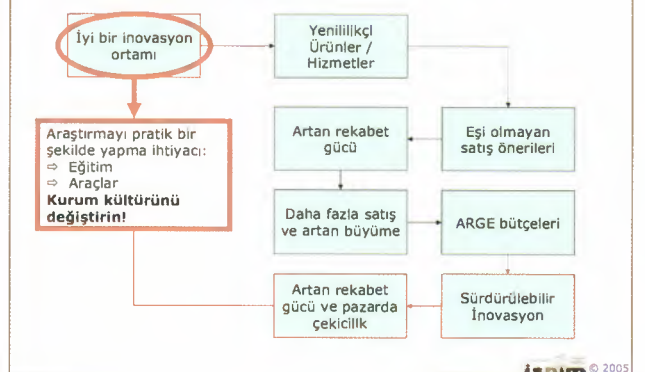 İyi bir inovasyon
ortamı
Yenililikçi
Ürünler /
Hizmetler
Araştırmayı pratik bir
şekilde yapma ihtiyacı:
⇨ Eğitim
⇨ Araçlar
Kurum kültürünü
değiştirin!
Artan rekabet
gücü
Eşi olmayan
satış önerileri
Daha fazla satış
ve artan büyüme
ARGE bütçeleri
Artan rekabet
gücü ve pazarda
çekicilik
Sürdürülebilir
İnovasyon
© 2005